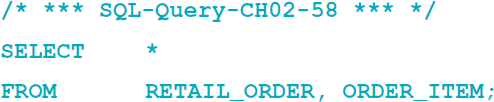 /* *** SQL-Query-CH02-58 *** */
SELECT *
FROM RETAIL_ORDER, ORDER_ITEM;